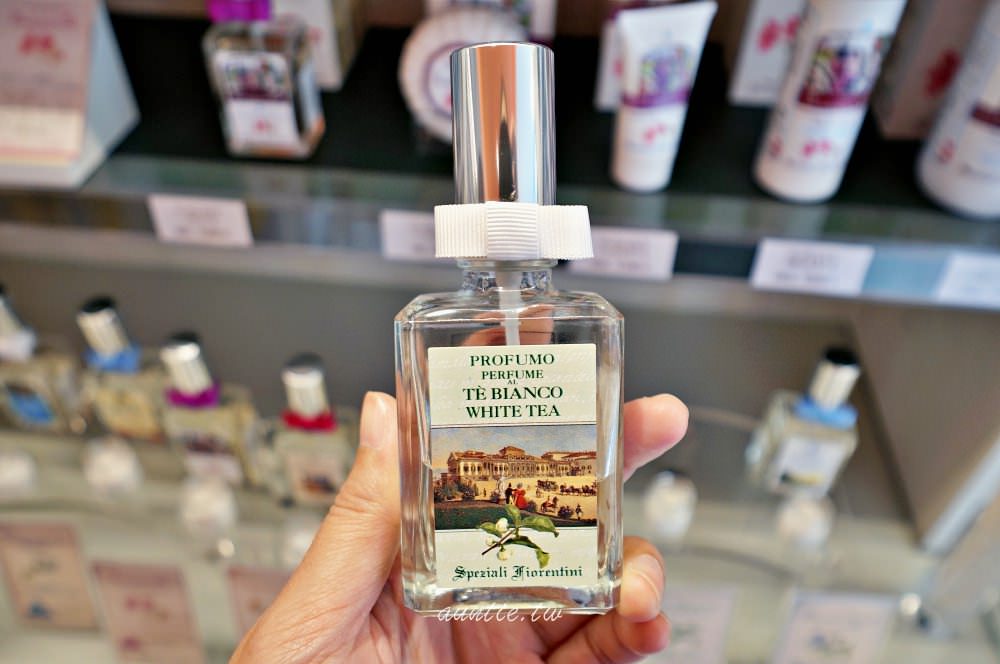 PROFUMO
PERFUME
AL
TÈ BIANCO
WHITE TEA
Speziali Fiorentini
auntie.tw